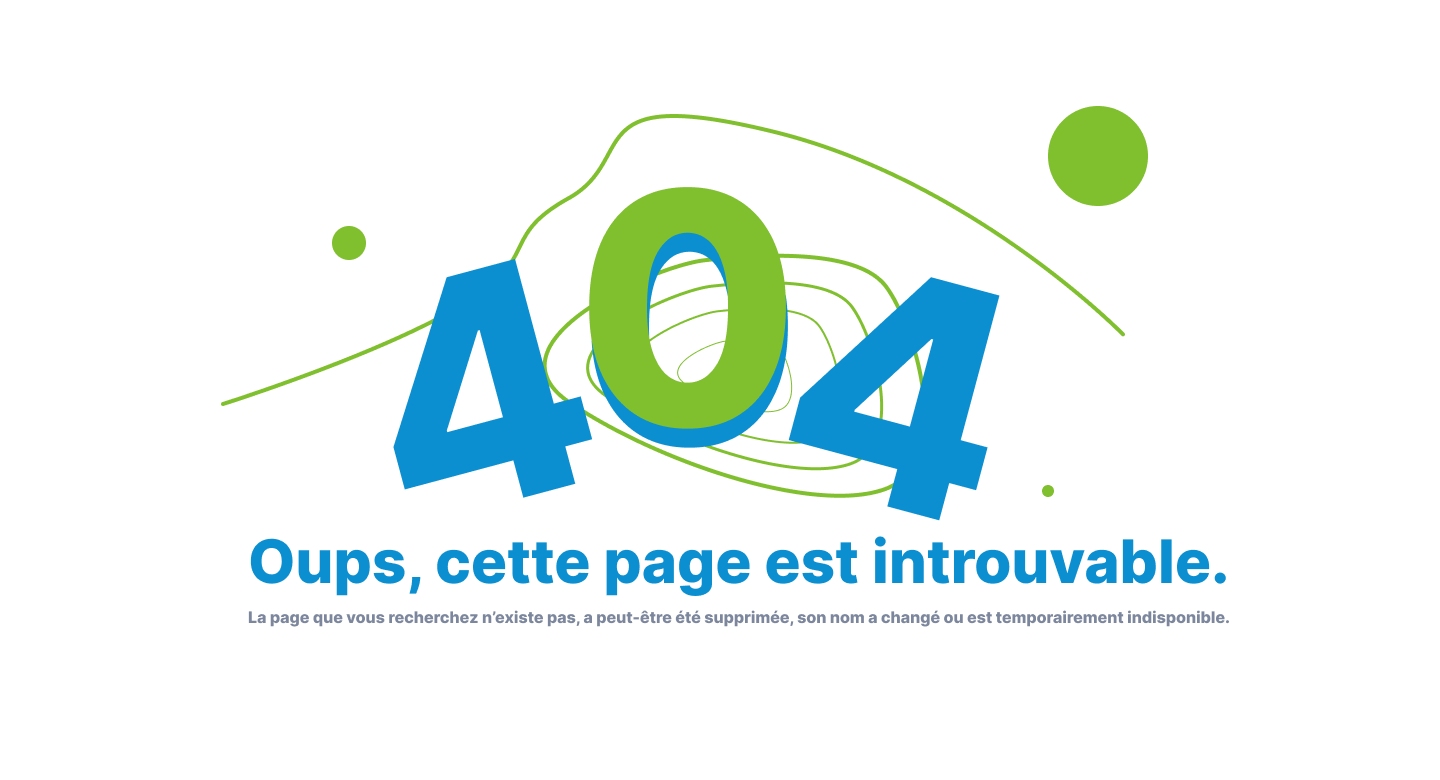 404
Oups, cette page est introuvable.
La page que vous recherchez n’existe pas, a peut-être été supprimée, son nom a changé ou est temporairement indisponible.